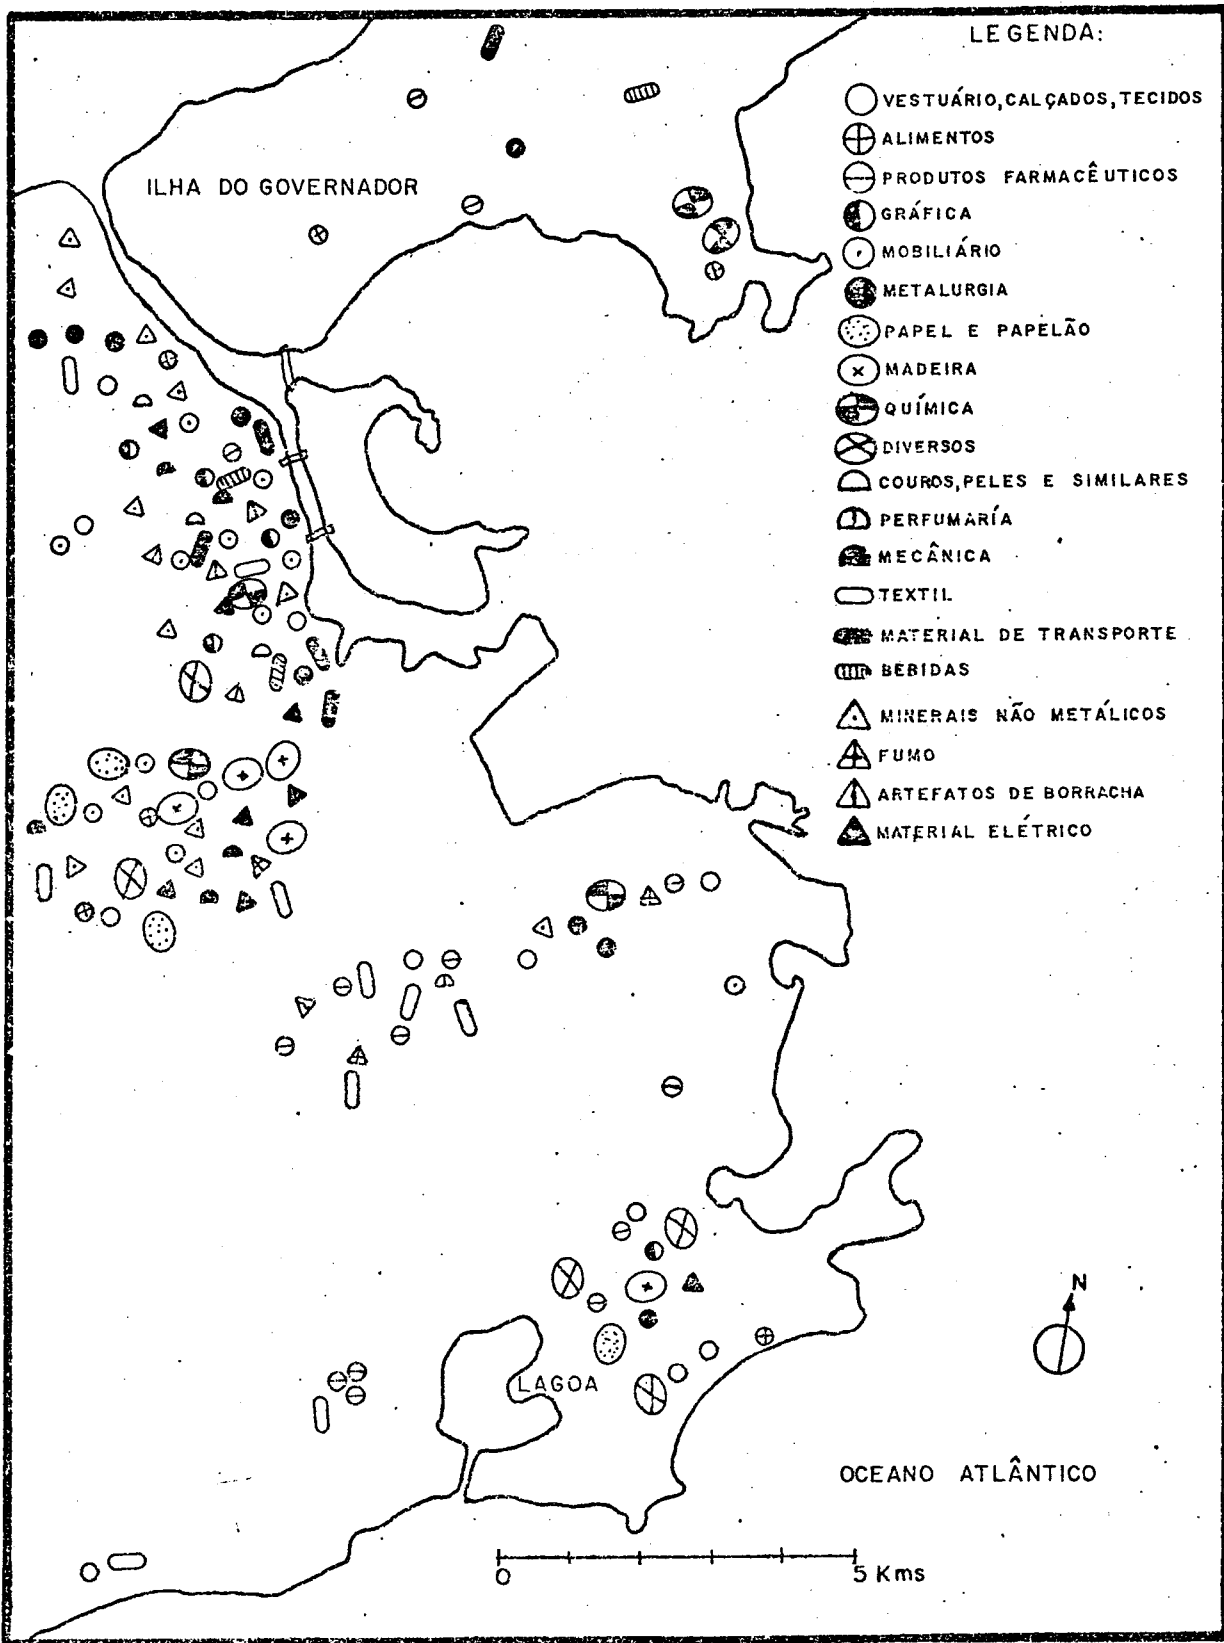 LEGENDA:
VESTUÁRIO, CALÇADOS, TECIDOS
ALIMENTOS
PRODUTOS FARMACÊUTICOS
GRÁFICA
MOBILIÁRIO
METALURGIA
PAPEL E PAPELÃO
MADEIRA
QUÍMICA
DIVERSOS
COUROS, PELES E SIMILARES
PERFUMARÍA
MECÂNICA
TEXTIL
MATERIAL DE TRANSPORTE
BEBIDAS
MINERAIS NÃO METÁLICOS
FUMO
ARTEFATOS DE BORRACHA
MATERIAL ELÉTRICO
ILHA DO GOVERNADOR
N
LAGOA
OCEANO ATLÂNTICO
0 5 Kms